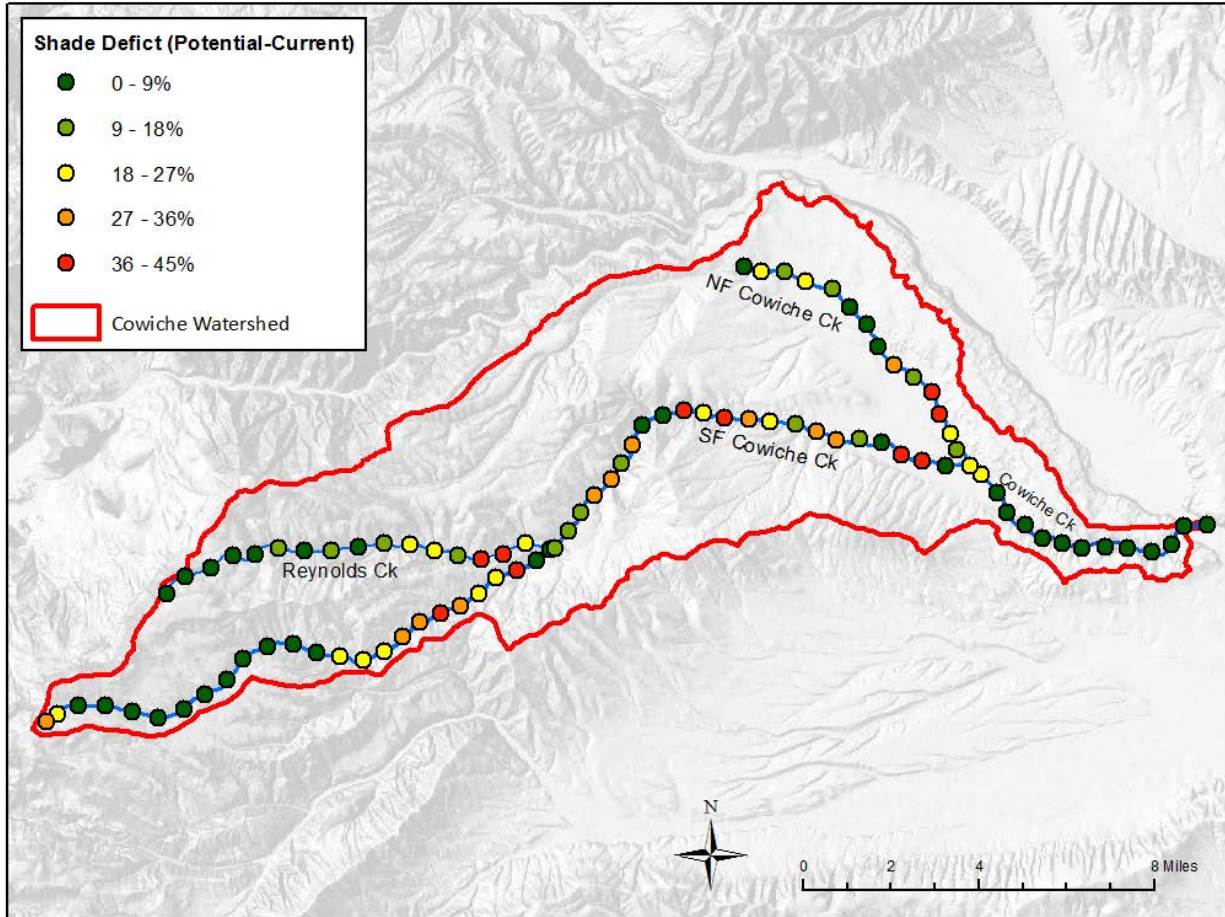 Shade Defict (Potential-Current)
0 - 9%
9 - 18%
18 - 27%
27 - 36%
36 - 45%
Cowiche Watershed
NF Cowiche Ck
SF Cowiche Ck
Cowiche Ck
Reynolds Ck
N
0 2 4 8 Miles